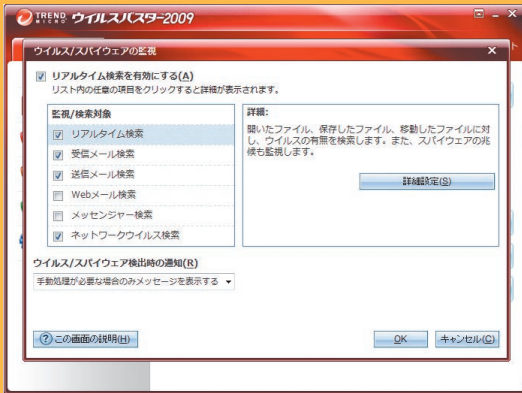 TREND MICRO ウイルスバスター2009
ウイルス/スパイウェアの監視
リアルタイム検索を有効にする(A)
リスト内の任意の項目をクリックすると詳細が表示されます。
監視/検索対象
リアルタイム検索
受信メール検索
送信メール検索
Webメール検索
メッセンジャー検索
ネットワークウイルス検索
詳細:
開いたファイル、保存したファイル、移動したファイルに対
し、ウイルスの有無を検索します。また、スパイウェアの兆
候も監視します。
詳細設定(S)
ウイルス/スパイウェア検出時の通知(R)
手動処理が必要な場合のみメッセージを表示する
この画面の説明(H)
OK
キャンセル(C)